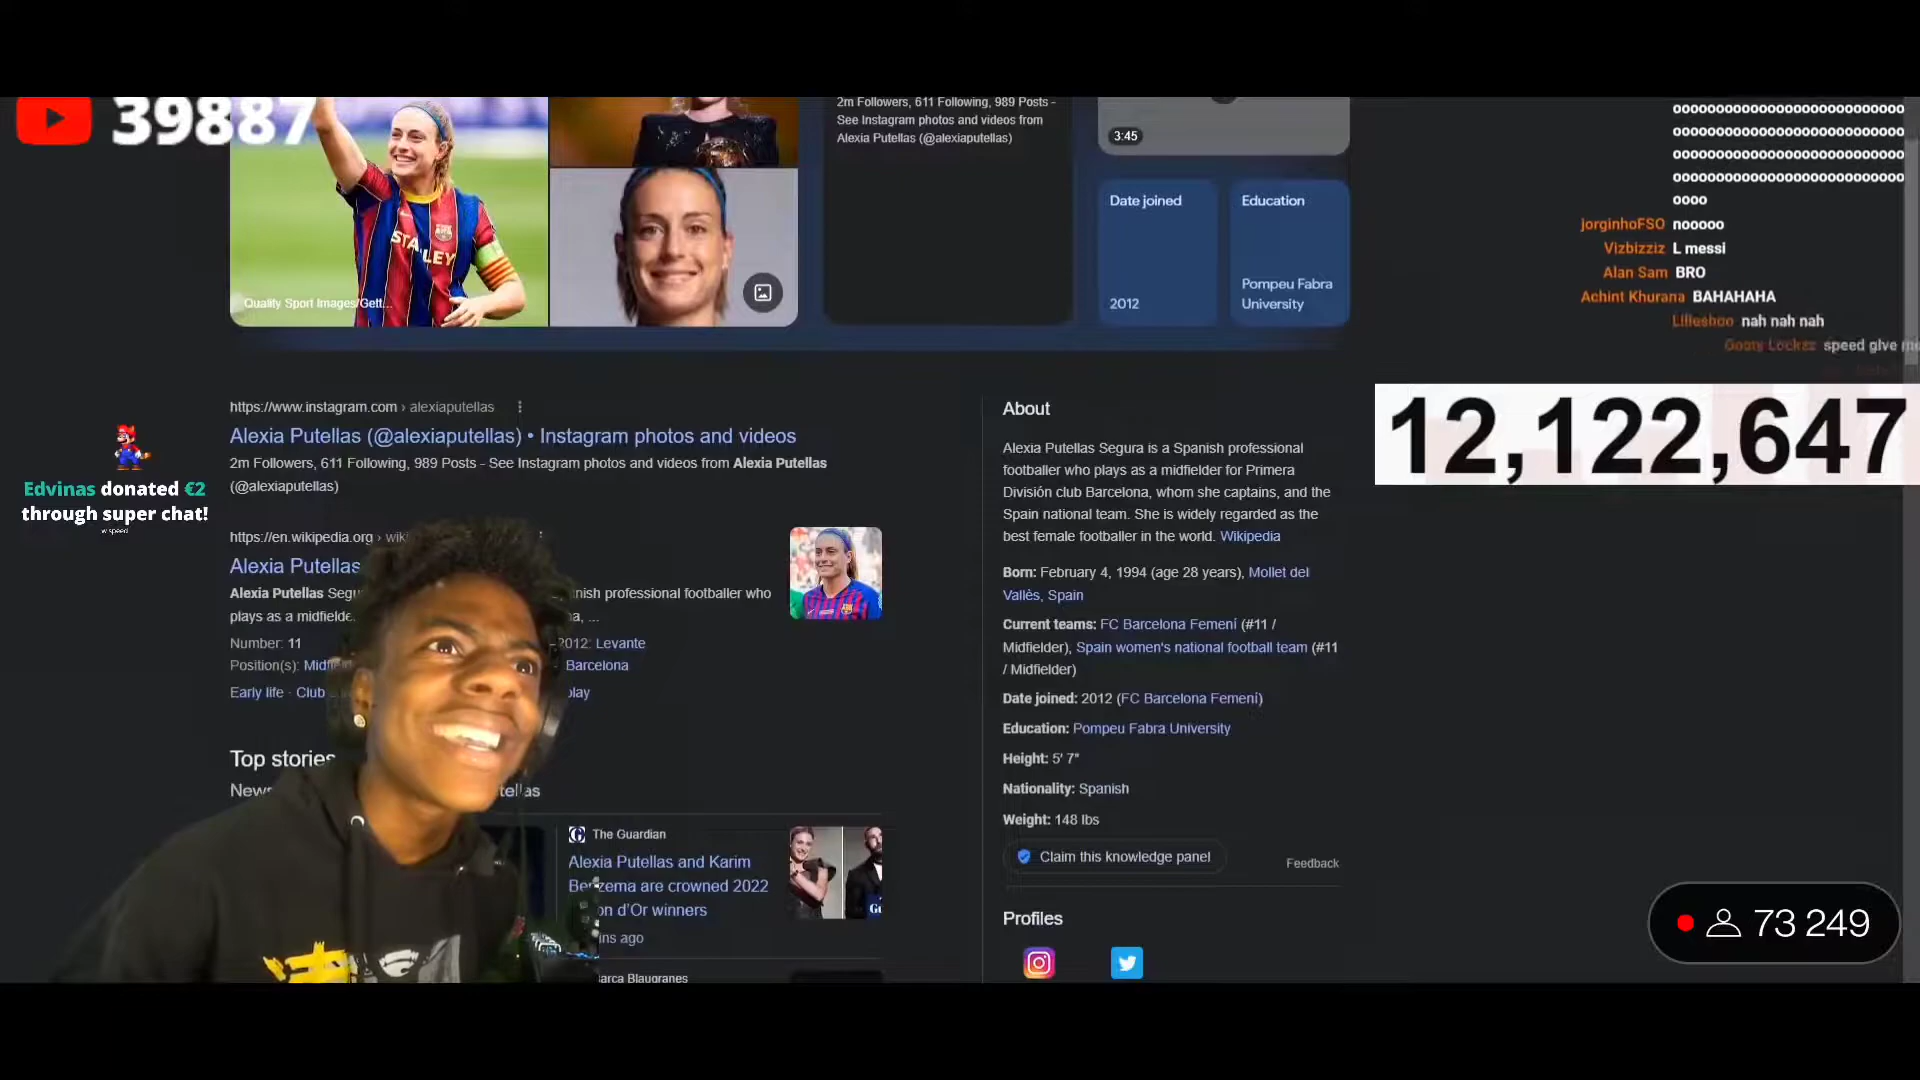 39887
2m Followers, 611 Following, 989 Posts -
See Instagram photos and videos from
Alexia Putellas (@alexiaputellas)
3:45
Date joined
2012
Education
Pompeu Fabra
University
STANLEY
Quality Sport Images/Gett...
https://www.instagram.com › alexiaputellas
Alexia Putellas (@alexiaputellas) • Instagram photos and videos
2m Followers, 611 Following, 989 Posts - See Instagram photos and videos from Alexia Putellas
(@alexiaputellas)
Edvinas donated €2
through super chat!
w speed
https://en.wikipedia.org › wiki
Alexia Putellas
Alexia Putellas nish professional footballer who
plays as a
Number: 11 2012: Levante
Position(s): Barcelona
Early life · Club play
Top stories
News
The Guardian
Alexia Putellas and Karim
are crowned 2022
d'Or winners
ago
Blaugranes
About
Alexia Putellas Segura is a Spanish professional
footballer who plays as a midfielder for Primera
División club Barcelona, whom she captains, and the
Spain national team. She is widely regarded as the
best female footballer in the world. Wikipedia
Born: February 4, 1994 (age 28 years), Mollet del
Vallès, Spain
Current teams: FC Barcelona Femení (#11 /
Midfielder), Spain women's national football team (#11
/ Midfielder)
Date joined: 2012 (FC Barcelona Femení)
Education: Pompeu Fabra University
Height: 5′ 7″
Nationality: Spanish
Weight: 148 lbs
Claim this knowledge panel
Feedback
Profiles
oooo
jorginhoFSO nooooo
Vizbizziz L messi
Alan Sam BRO
Achint Khurana BAHAHAHA
Lilleshoo nah nah nah
speed give
12,122,647
73 249